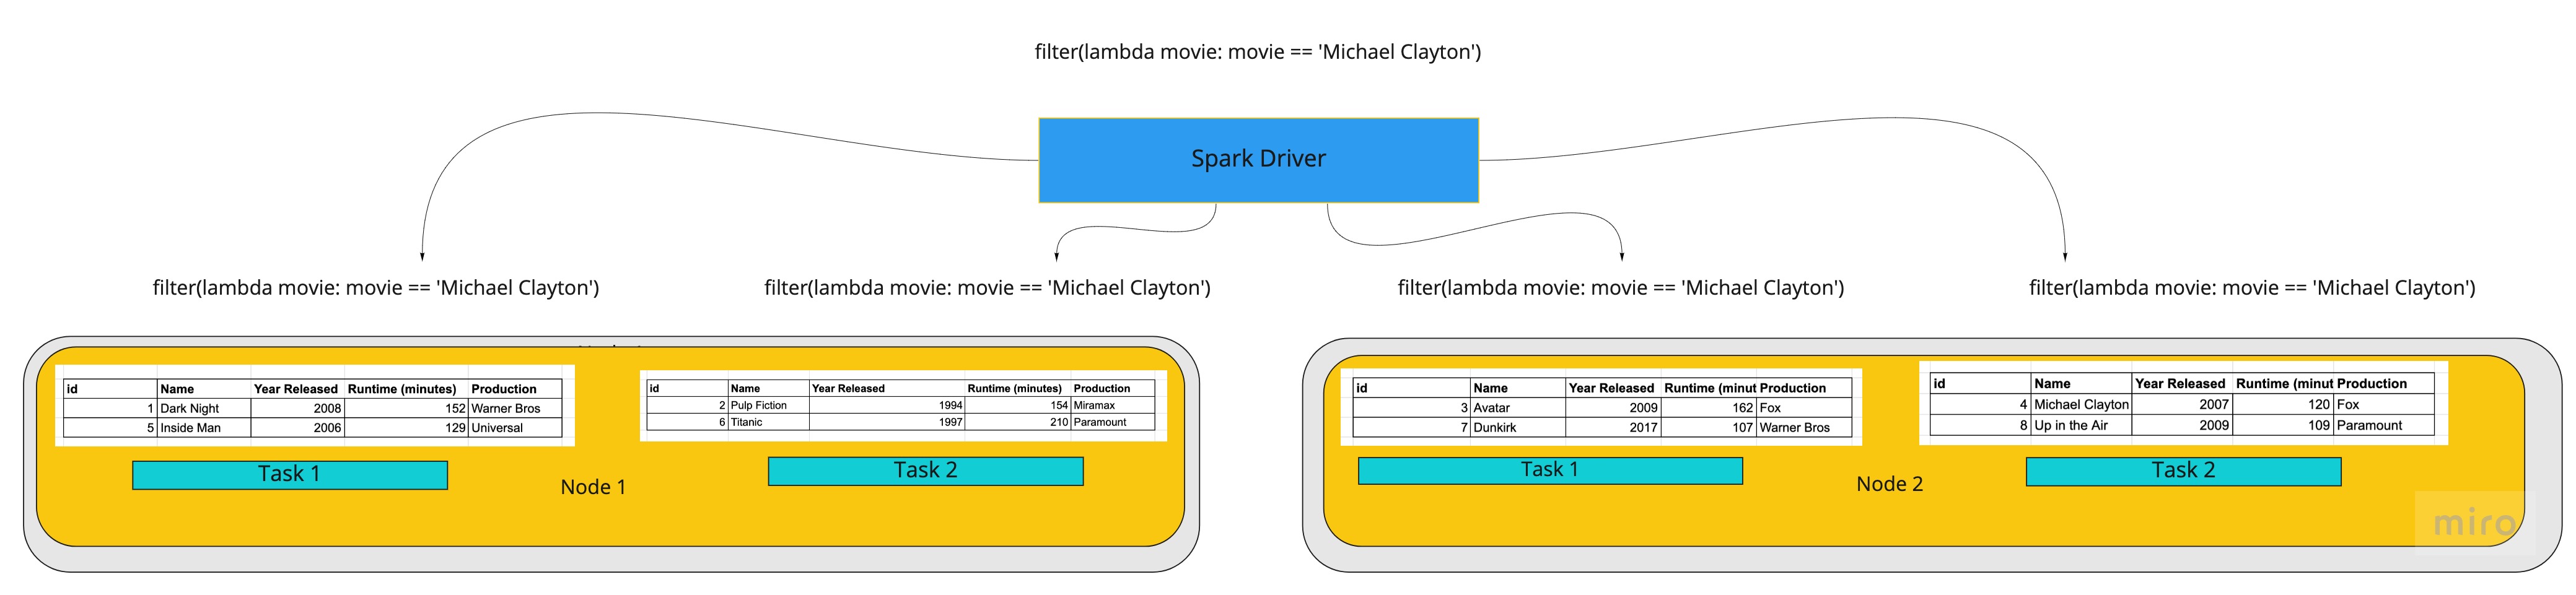 filter(lambda movie: movie == 'Michael Clayton')
Spark Driver
filter(lambda movie: movie == 'Michael Clayton')
filter(lambda movie: movie == 'Michael Clayton')
filter(lambda movie: movie == 'Michael Clayton')
filter(lambda movie: movie == 'Michael Clayton')
id Name Year Released Runtime (minutes) Production
1 Dark Night 2008 152 Warner Bros
5 Inside Man 2006 129 Universal
Task 1
id Name Year Released Runtime (minutes) Production
2 Pulp Fiction 1994 154 Miramax
6 Titanic 1997 210 Paramount
Task 2
Node 1
id Name Year Released Runtime (minut Production
3 Avatar 2009 162 Fox
7 Dunkirk 2017 107 Warner Bros
Task 1
id Name Year Released Runtime (minut Production
4 Michael Clayton 2007 120 Fox
8 Up in the Air 2009 109 Paramount
Task 2
Node 2
miro